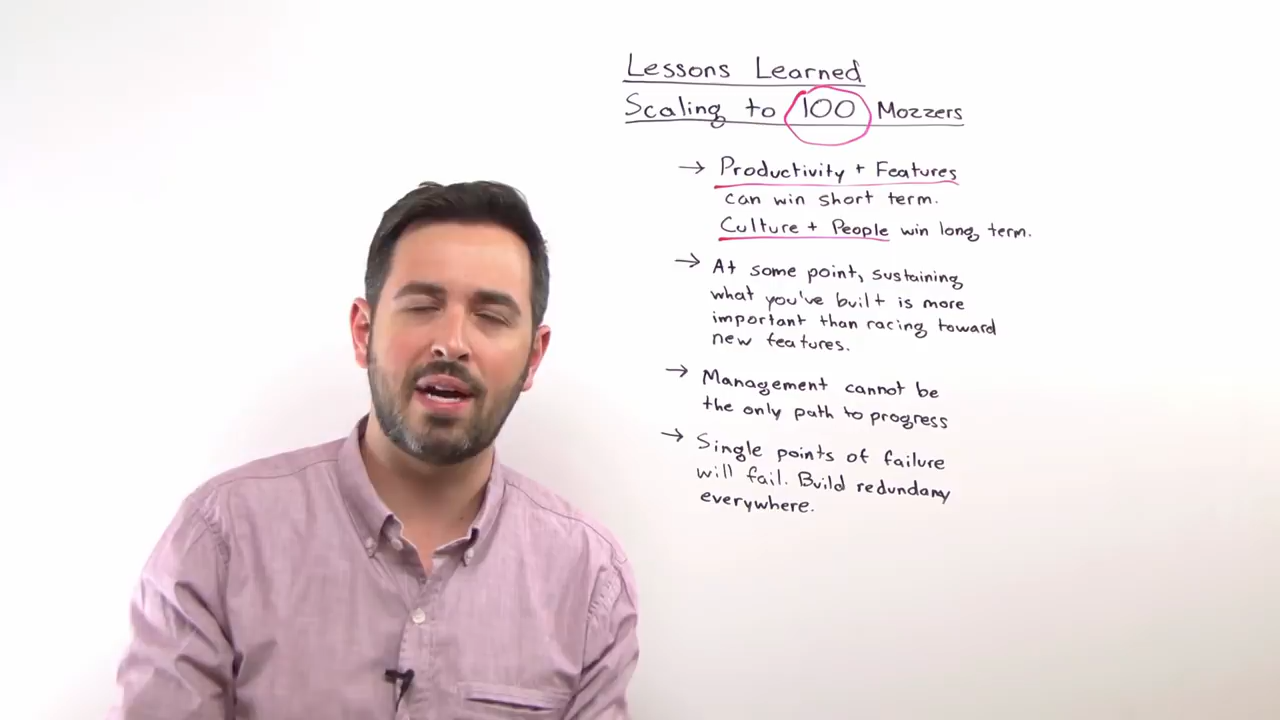 Lessons Learned
Scaling to 100 Mozzers
→ Productivity + Features
can win short term.
Culture + People win long term.
→ At some point, sustaining
what you've built is more
important than racing toward
new features.
→ Management cannot be
the only path to progress
→ Single points of failure
will fail. Build redundany
everywhere.